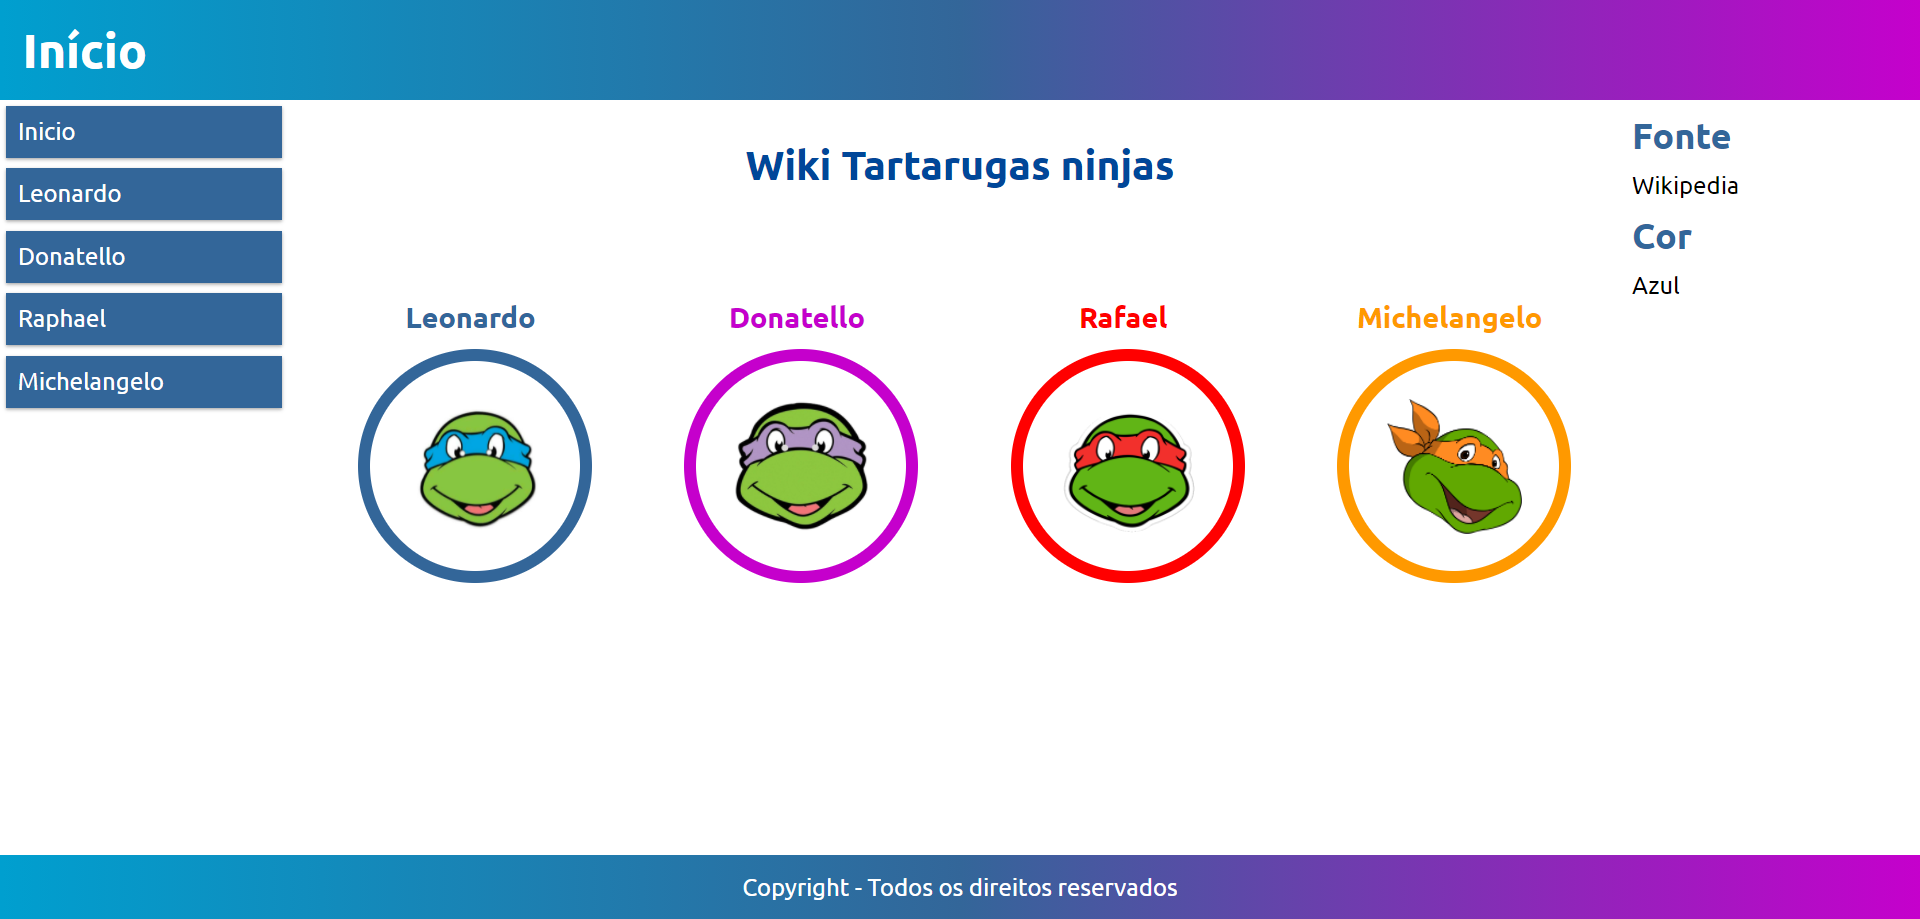 Início
Inicio
Leonardo
Donatello
Raphael
Michelangelo
Wiki Tartarugas ninjas
Leonardo
Donatello
Rafael
Michelangelo
Fonte
Wikipedia
Cor
Azul
Copyright - Todos os direitos reservados